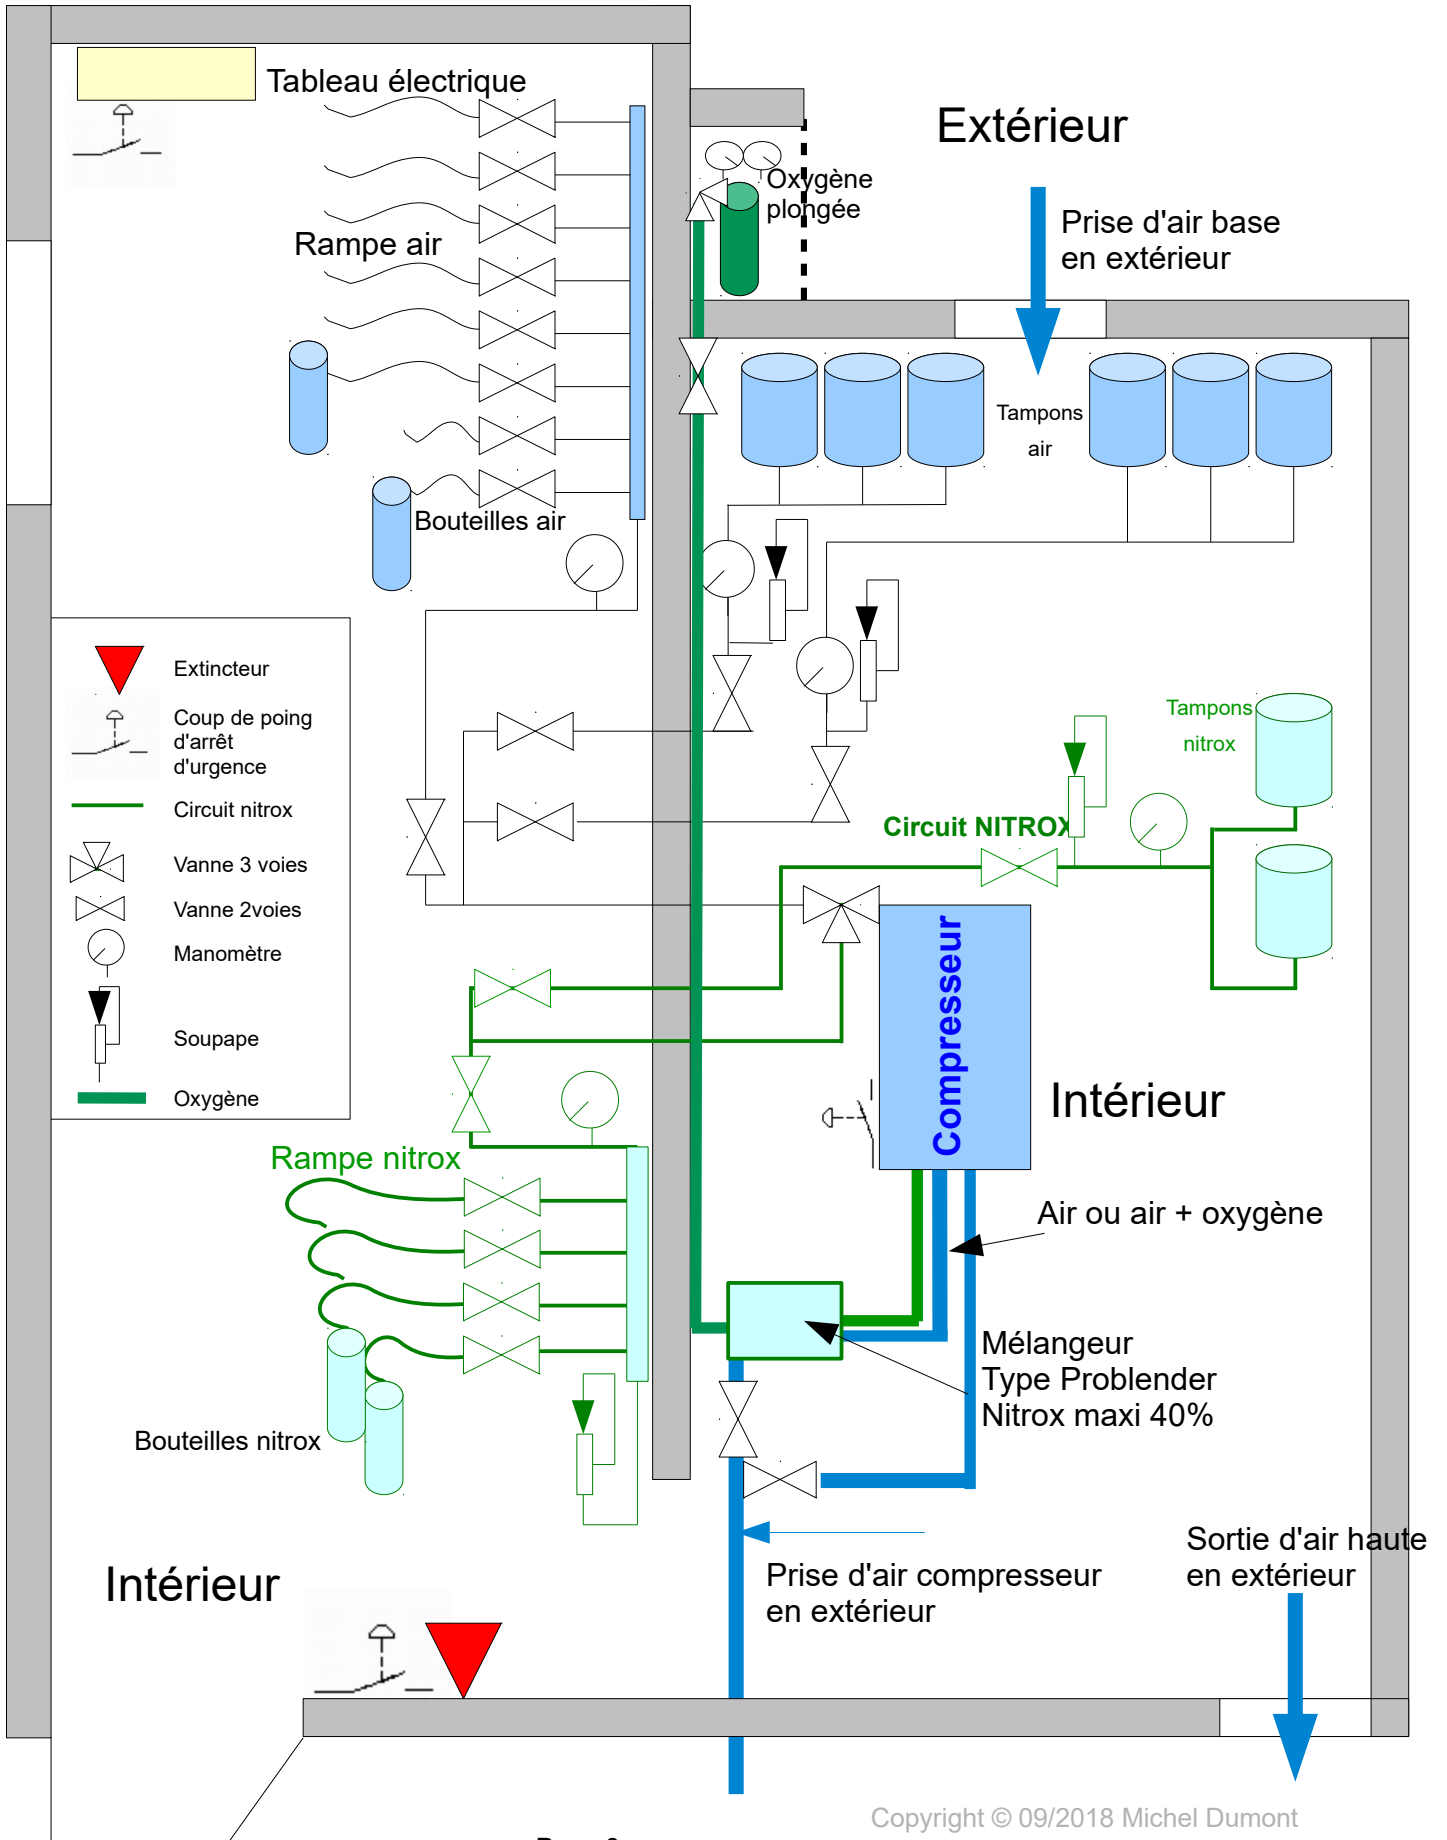 Tableau électrique
Extérieur
Oxygène
plongée
Prise d'air base
en extérieur
Rampe air
Tampons
air
Bouteilles air
Extincteur
Coup de poing
d'arrêt
d'urgence
Circuit nitrox
Vanne 3 voies
Vanne 2voies
Manomètre
Soupape
Oxygène
Tampons
nitrox
Circuit NITROX
Compresseur
Intérieur
Rampe nitrox
Air ou air + oxygène
Mélangeur
Type Problender
Nitrox maxi 40%
Bouteilles nitrox
Prise d'air compresseur
en extérieur
Sortie d'air haute
en extérieur
Intérieur
Copyright © 09/2018 Michel Dumont